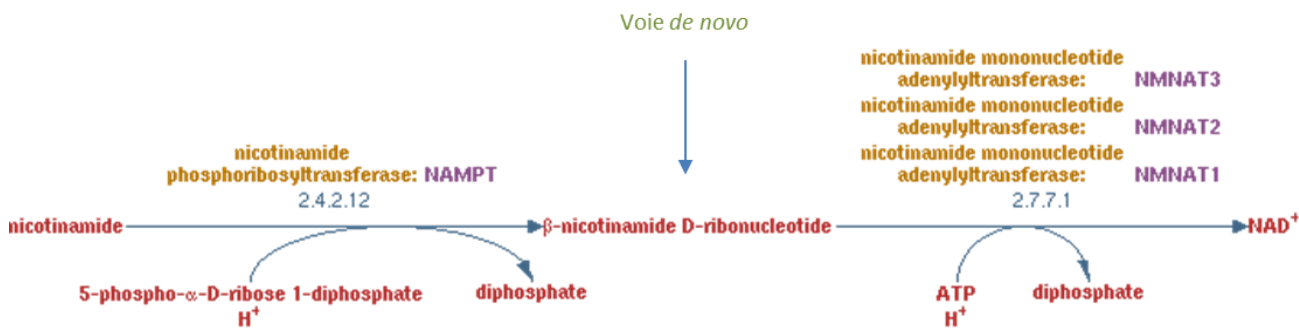 Voie de novo
nicotinamide mononucleotide
adenylyltransferase: NMNAT3
nicotinamide mononucleotide
adenylyltransferase: NMNAT2
nicotinamide mononucleotide
adenylyltransferase: NMNAT1
2.7.7.1
nicotinamide
phosphoribosyltransferase: NAMPT
2.4.2.12
nicotinamide β-nicotinamide D-ribonucleotide NAD+
5-phospho-α-D-ribose 1-diphosphate diphosphate ATP diphosphate
H+ H+